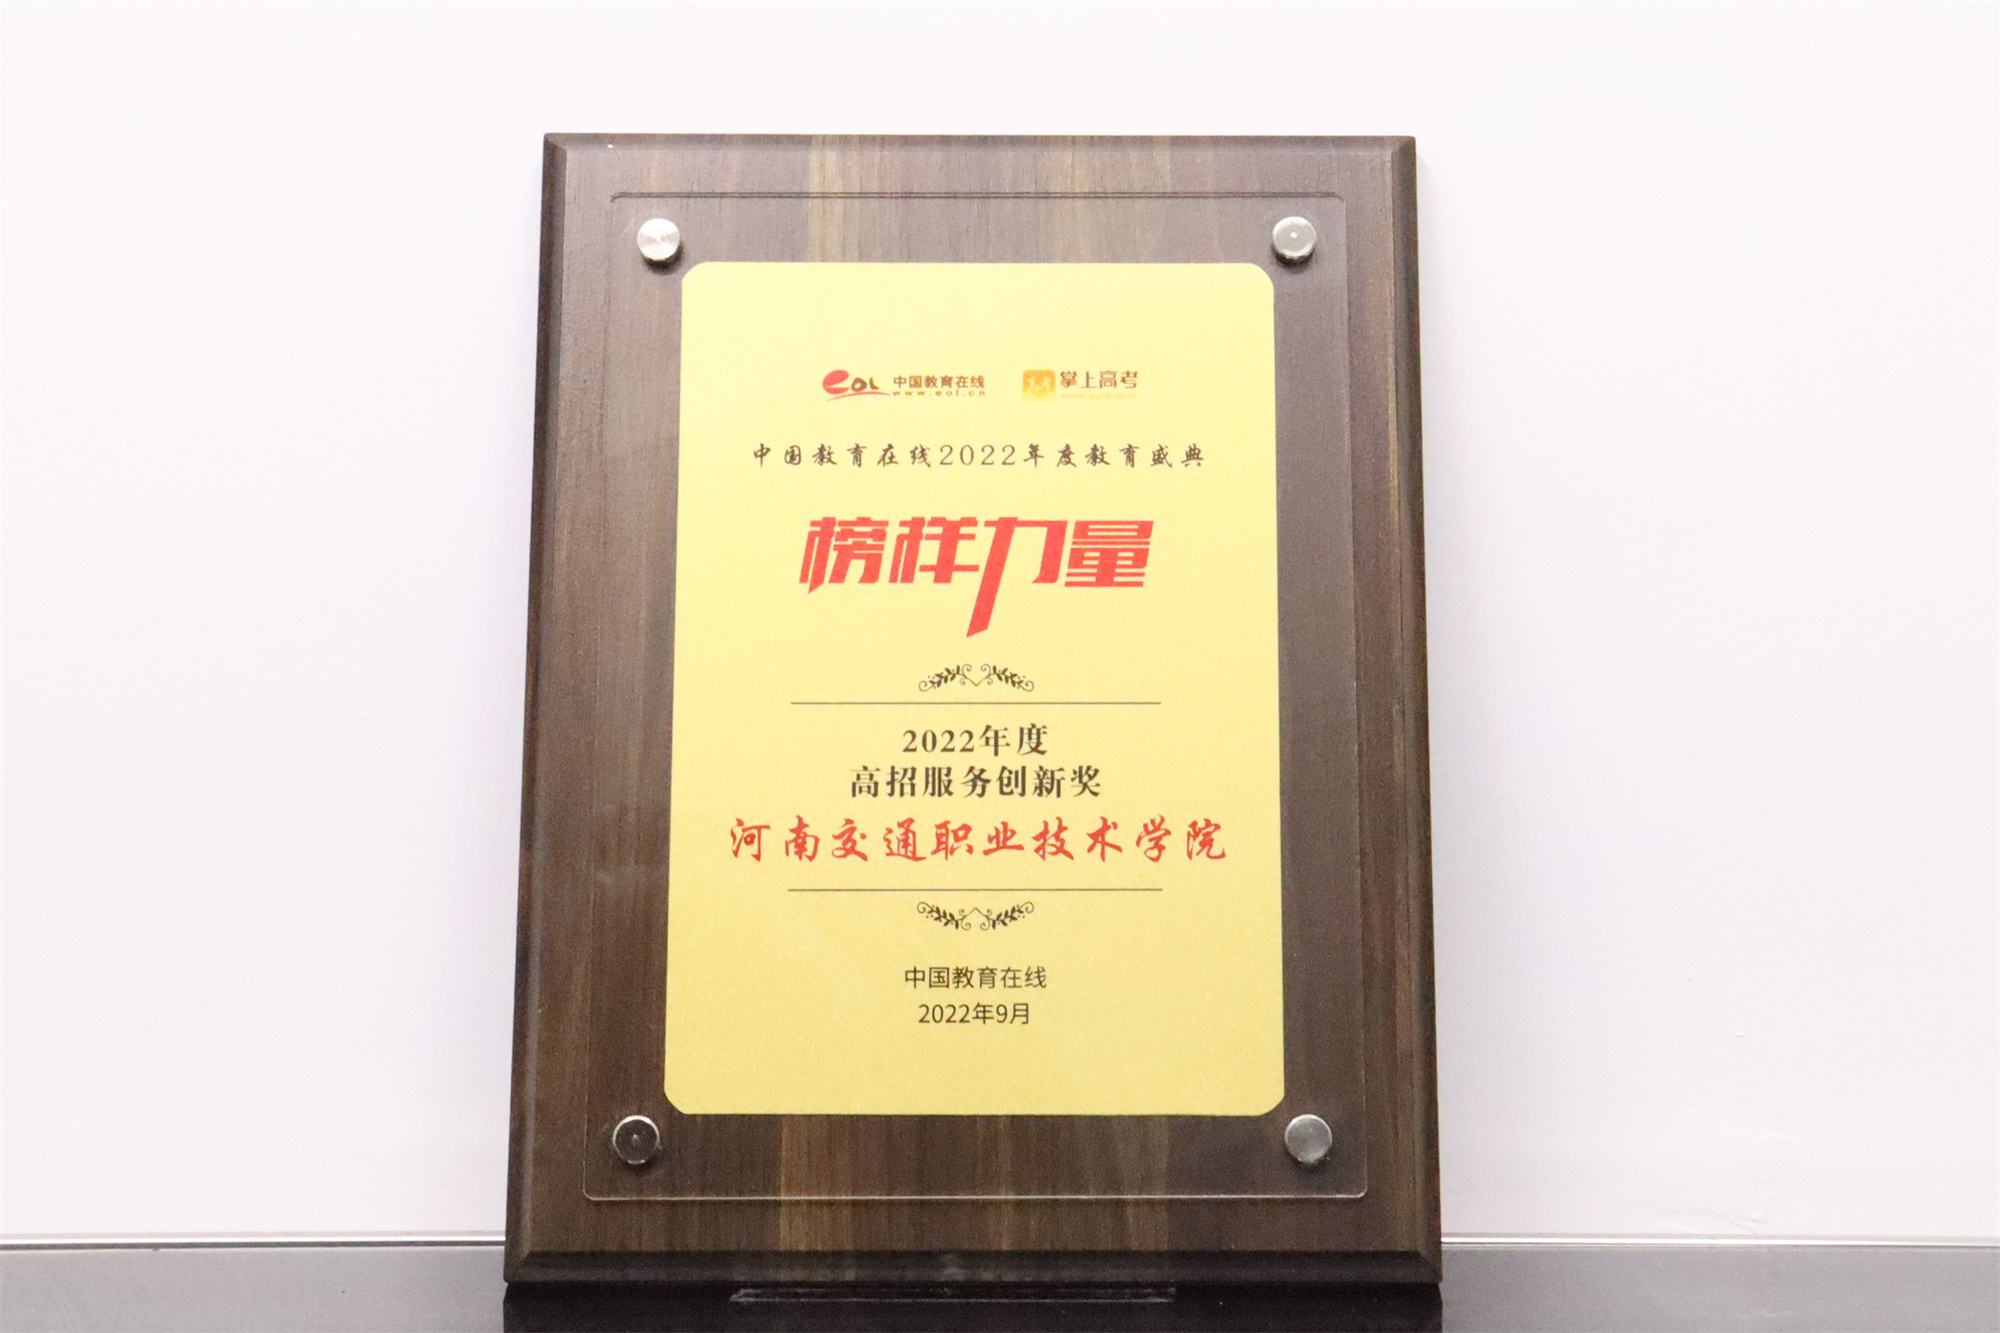 eol 中国教育在线 掌上高考
www.eol.cn
中国教育在线2022年度教育盛典
榜样力量
2022年度
高招服务创新奖
河南交通职业技术学院
中国教育在线
2022年9月